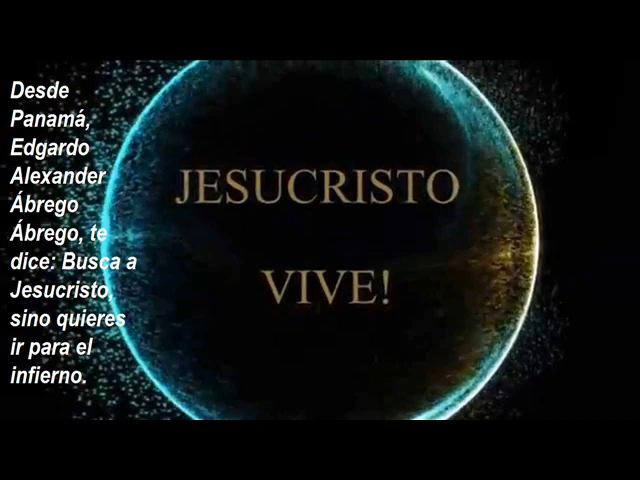 Desde
Panamá,
Edgardo
Alexander
Ábrego
Ábrego, te
dice: Busca a
Jesucristo,
sino quieres
ir para el
infierno.
JESUCRISTO
VIVE!